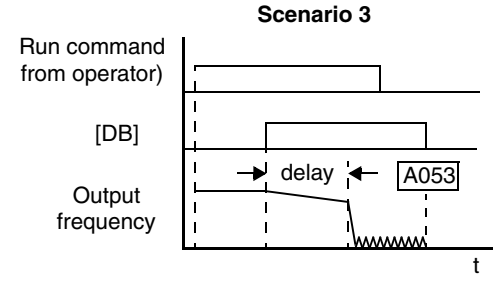 Scenario 3
Run command
from operator)
[DB]
delay
A053
Output
frequency
t